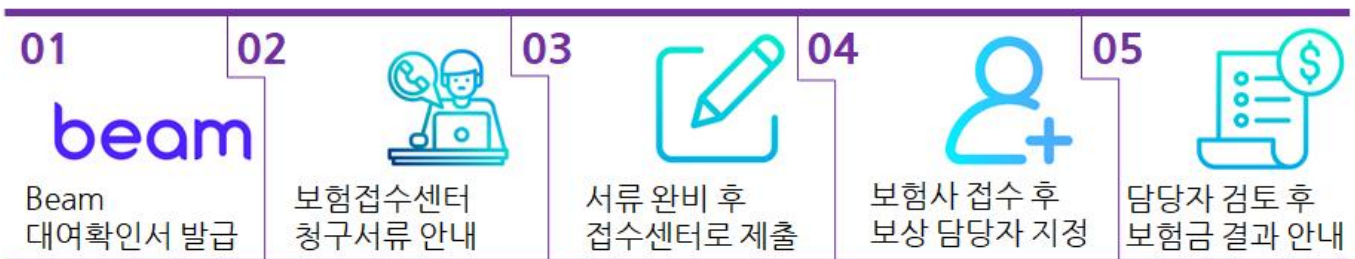 01
beam
Beam
대여확인서 발급
02
보험접수센터
청구서류 안내
03
서류 완비 후
접수센터로 제출
04
보험사 접수 후
보상 담당자 지정
05
$
담당자 검토 후
보험금 결과 안내